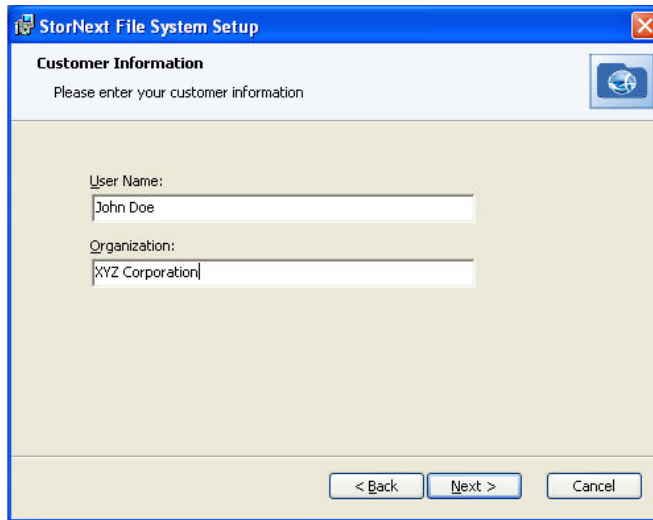 StorNext File System Setup
Customer Information
Please enter your customer information
User Name:
John Doe
Organization:
XYZ Corporation
< Back Next > Cancel